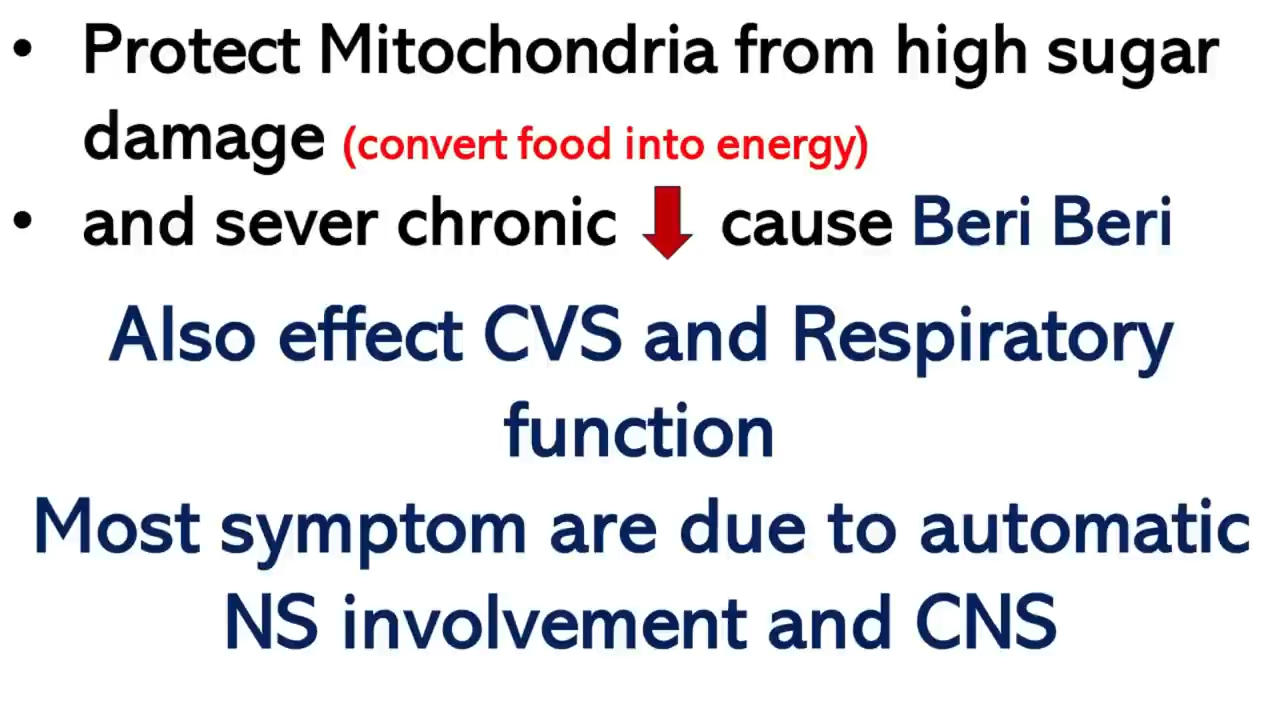 • Protect Mitochondria from high sugar
damage (convert food into energy)
• and sever chronic cause Beri Beri
Also effect CVS and Respiratory
function
Most symptom are due to automatic
NS involvement and CNS